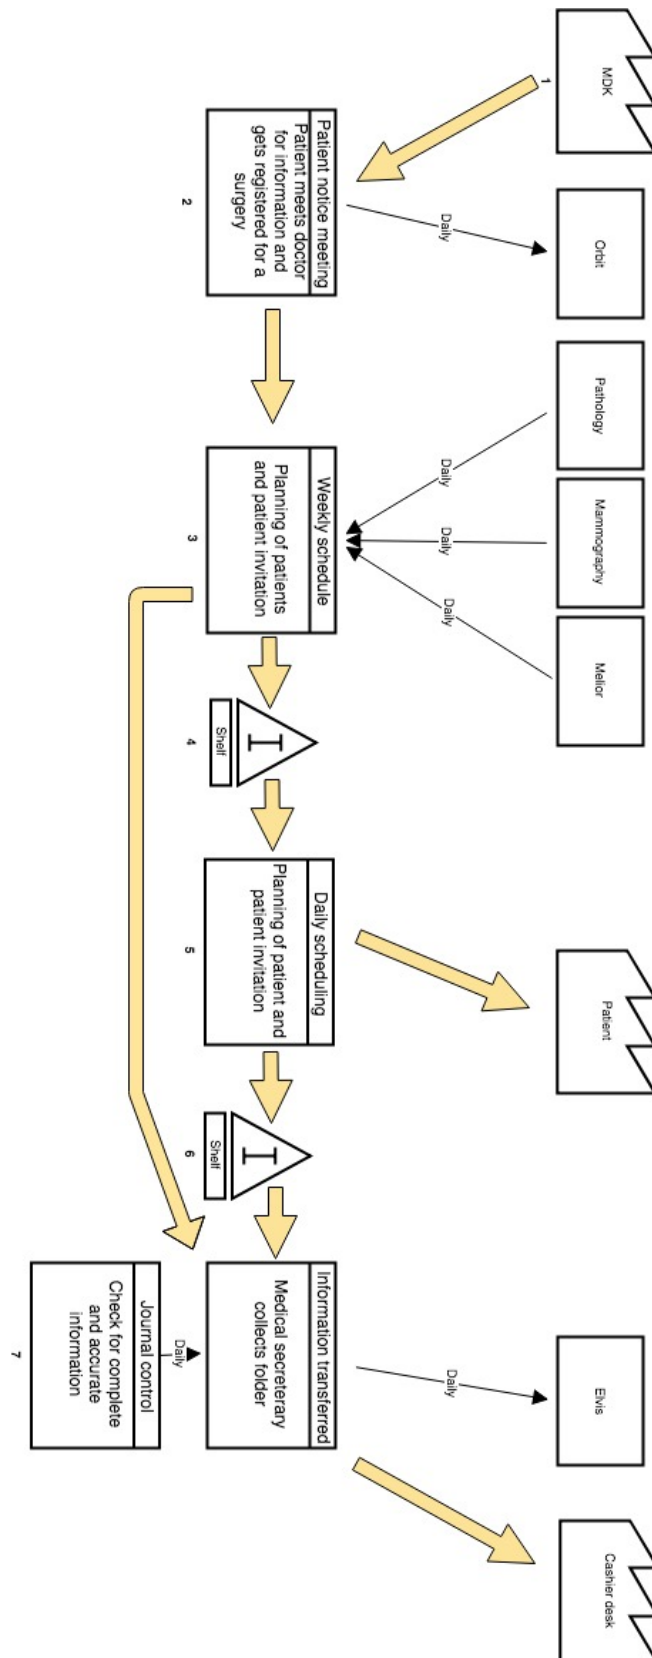 MDK
1
Orbit
Pathology
Mammography
Melior
Patient
Elvis
Cashier desk
Daily
Daily
Daily
Daily
Daily
Patient notice meeting
Patient meets doctor
for information and
gets registered for a
surgery
2
Weekly schedule
Planning of patients
and patient invitation
3
I
Shelf
4
Daily scheduling
Planning of patient and
patient invitation
5
I
Shelf
6
Information transferred
Medical secreterary
collects folder
Daily
Journal control
Check for complete
and accurate
information
7